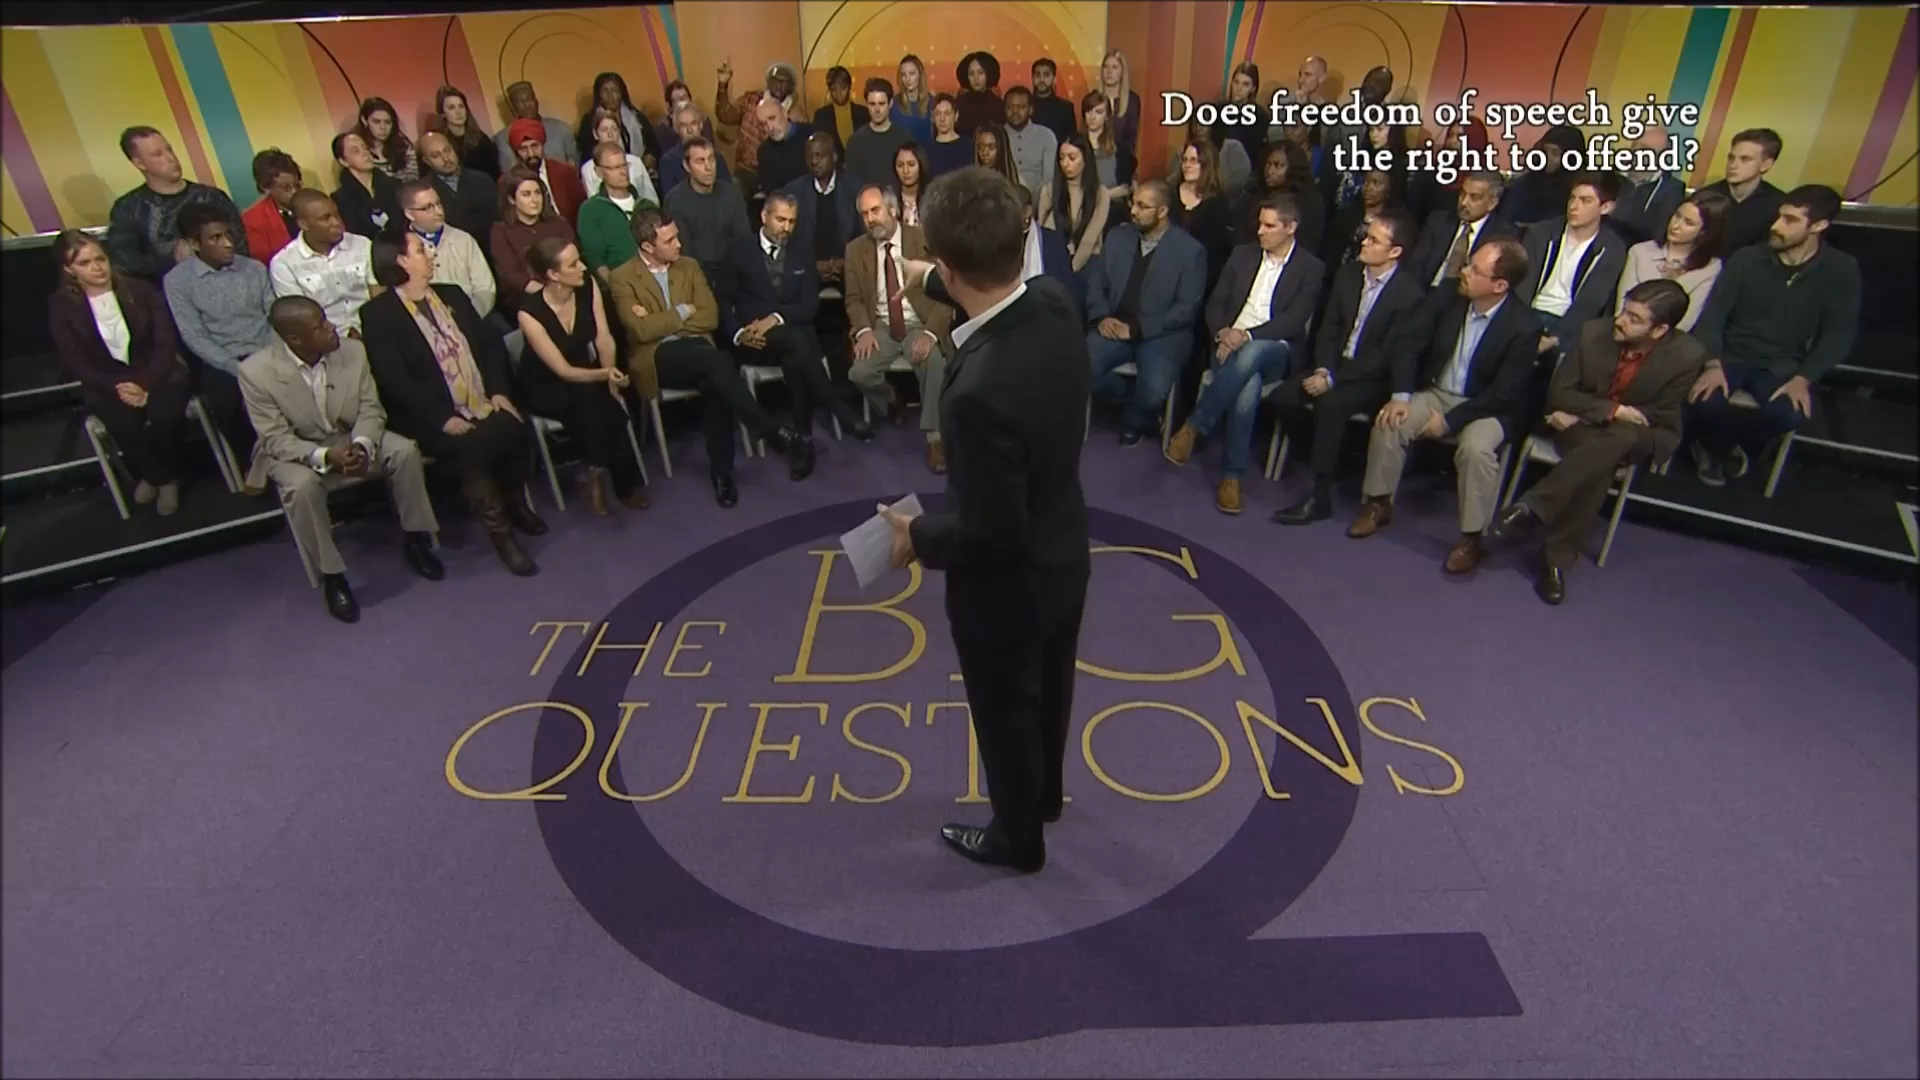 Does freedom of speech give
the right to offend?
THE BIG
QUESTIONS